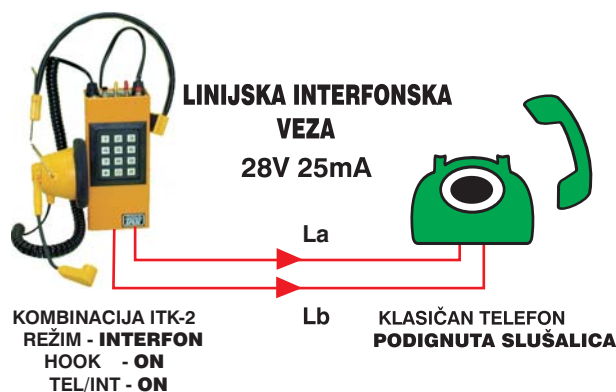 LINIJSKA INTERFONSKA
VEZA
28V 25mA
La
Lb
KOMBINACIJA ITK-2
REŽIM - INTERFON
HOOK - ON
TEL/INT - ON
KLASIČAN TELEFON
PODIGNUTA SLUŠALICA